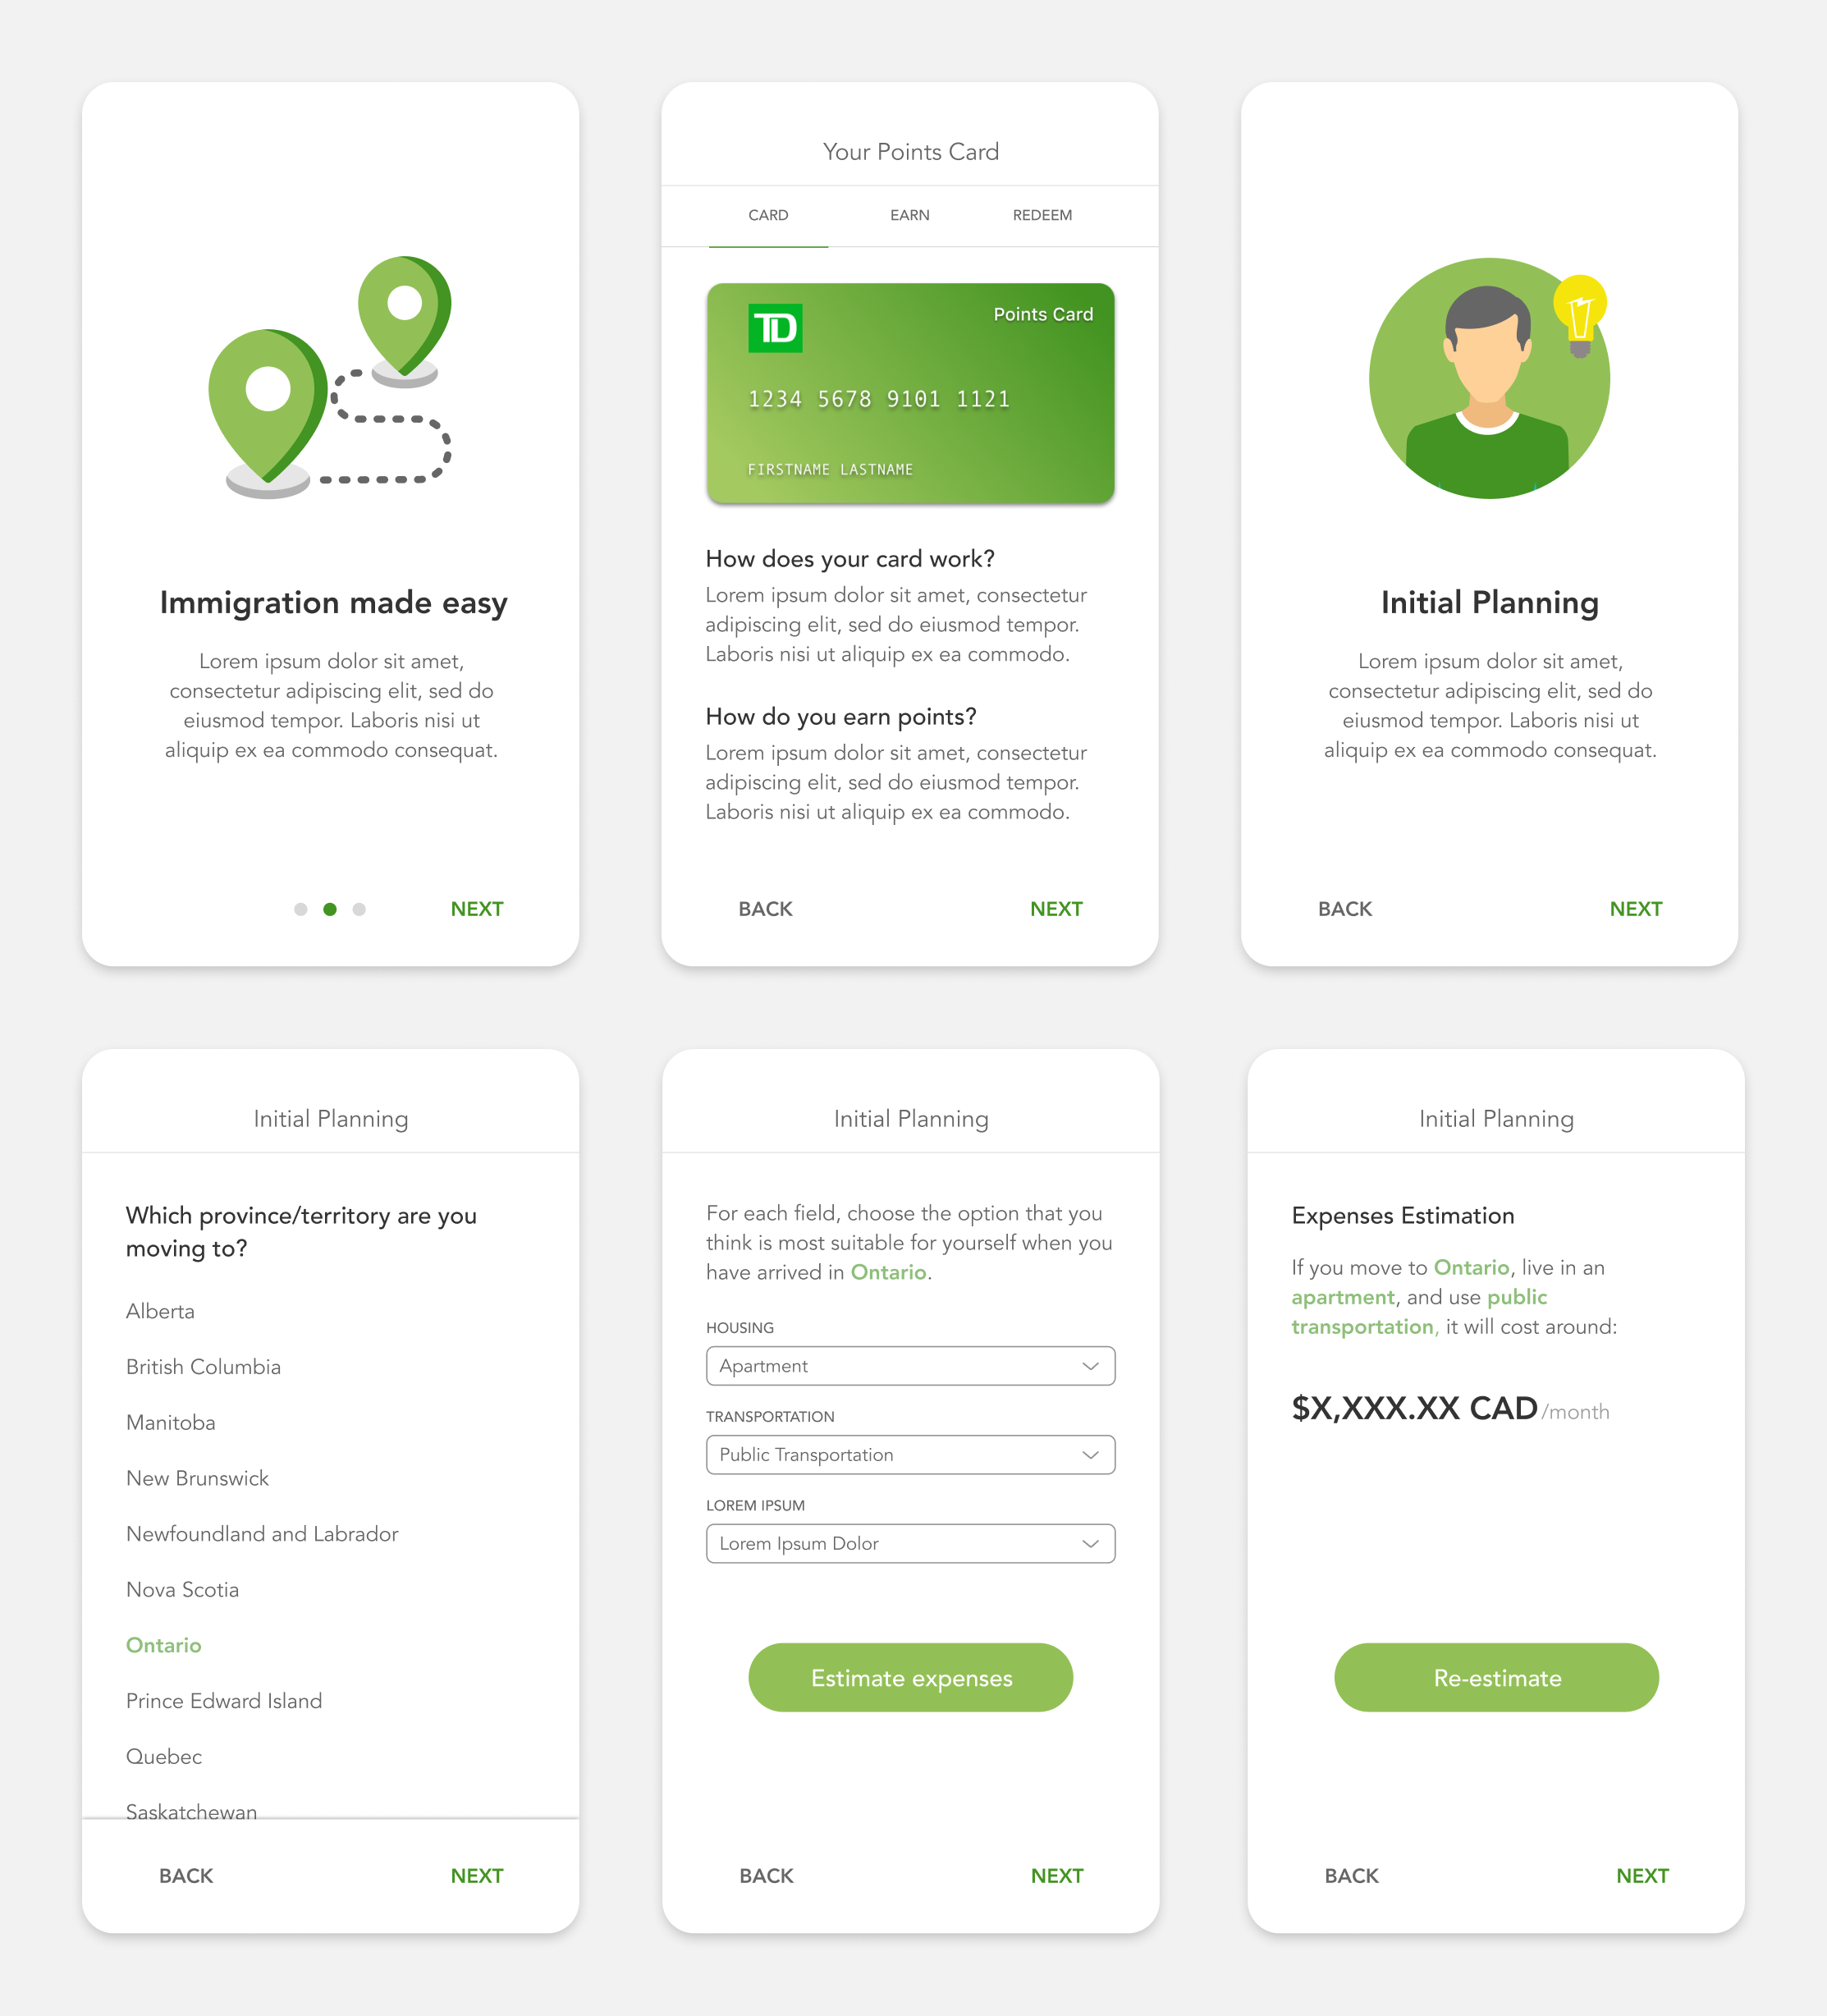 Immigration made easy
Lorem ipsum dolor sit amet,
consectetur adipiscing elit, sed do
eiusmod tempor. Laboris nisi ut
aliquip ex ea commodo consequat.
NEXT
Your Points Card
CARD EARN REDEEM
TD
Points Card
1234 5678 9101 1121
FIRSTNAME LASTNAME
How does your card work?
Lorem ipsum dolor sit amet, consectetur
adipiscing elit, sed do eiusmod tempor.
Laboris nisi ut aliquip ex ea commodo.
How do you earn points?
Lorem ipsum dolor sit amet, consectetur
adipiscing elit, sed do eiusmod tempor.
Laboris nisi ut aliquip ex ea commodo.
BACK NEXT
Initial Planning
Lorem ipsum dolor sit amet,
consectetur adipiscing elit, sed do
eiusmod tempor. Laboris nisi ut
aliquip ex ea commodo consequat.
BACK NEXT
Initial Planning
Which province/territory are you
moving to?
Alberta
British Columbia
Manitoba
New Brunswick
Newfoundland and Labrador
Nova Scotia
Ontario
Prince Edward Island
Quebec
Saskatchewan
BACK NEXT
Initial Planning
For each field, choose the option that you
think is most suitable for yourself when you
have arrived in Ontario.
HOUSING
Apartment
TRANSPORTATION
Public Transportation
LOREM IPSUM
Lorem Ipsum Dolor
Estimate expenses
BACK NEXT
Initial Planning
Expenses Estimation
If you move to Ontario, live in an
apartment, and use public
transportation, it will cost around:
$X,XXX.XX CAD /month
Re-estimate
BACK NEXT